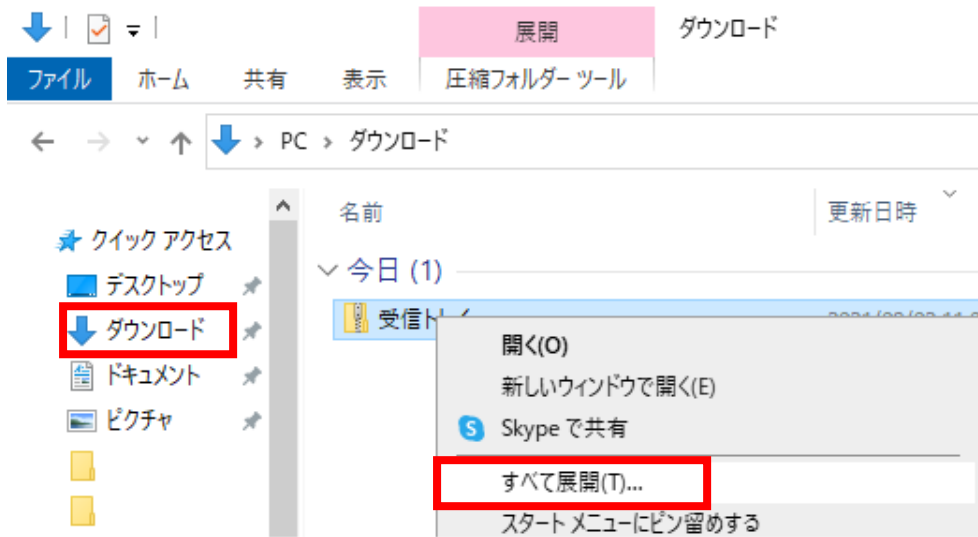 展開 ダウンロード
ファイル ホーム 共有 表示 圧縮フォルダー ツール
PC › ダウンロード
名前 更新日時
クイック アクセス
今日 (1)
デスクトップ
受信トレイ
ダウンロード
開く(O)
ドキュメント
新しいウィンドウで開く(E)
ピクチャ
Skype で共有
すべて展開(T)...
スタート メニューにピン留めする